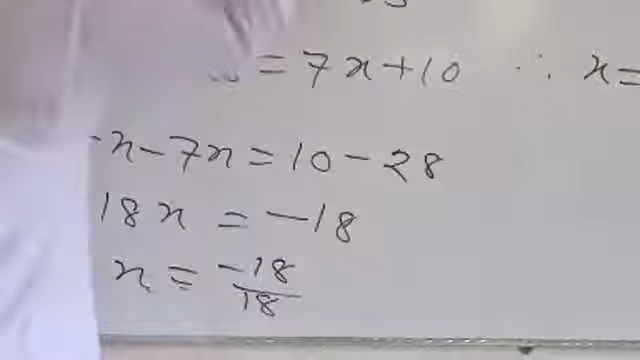 = 7x+10 ∴ x=
x-7x=10-28
18x = -18
x = -18/18